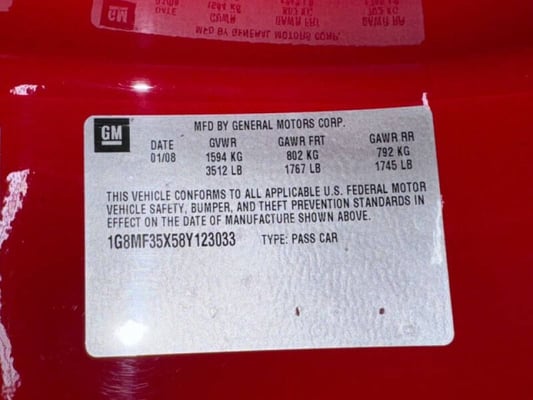 GM
MFD BY GENERAL MOTORS CORP.
DATE GVWR GAWR FRT GAWR RR
01/08 1594 KG 802 KG 792 KG
3512 LB 1767 LB 1745 LB
THIS VEHICLE CONFORMS TO ALL APPLICABLE U.S. FEDERAL MOTOR
VEHICLE SAFETY, BUMPER, AND THEFT PREVENTION STANDARDS IN
EFFECT ON THE DATE OF MANUFACTURE SHOWN ABOVE.
1G8MF35X58Y123033 TYPE: PASS CAR